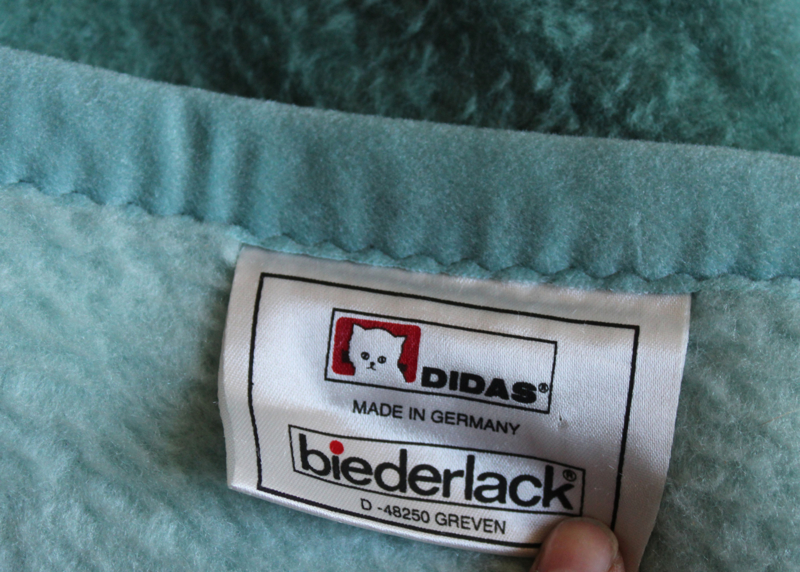 DIDAS®
MADE IN GERMANY
biederlack®
D -48250 GREVEN